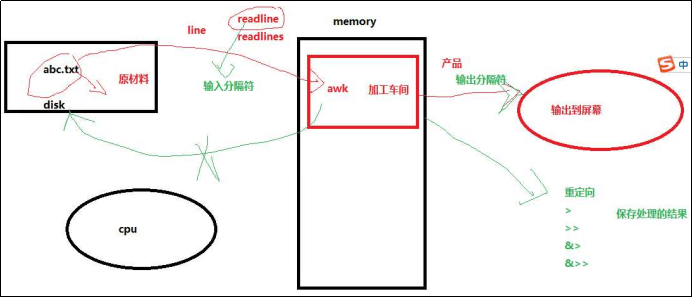 readline
readlines
line
memory
abc.txt
原材料
disk
输入分隔符
awk
加工车间
产品
输出分隔符
输出到屏幕
中
cpu
重定向
>
>>
&>
&>>
保存处理的结果